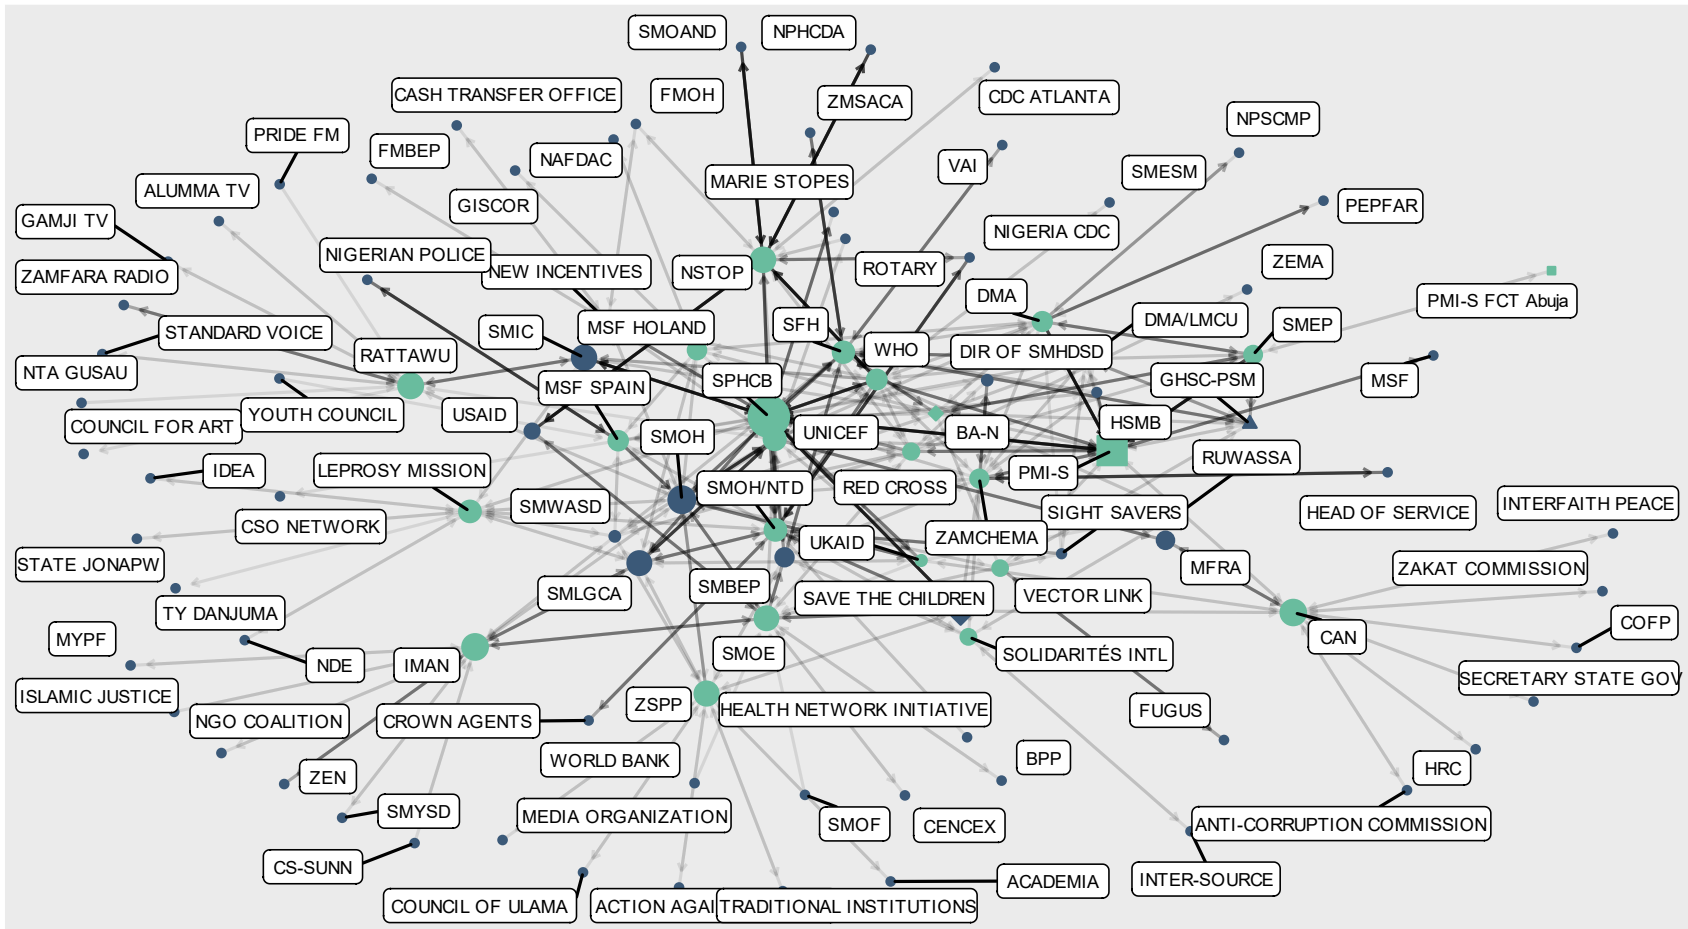 SMOAND
NPHCDA
CASH TRANSFER OFFICE
FMOH
ZMSACA
CDC ATLANTA
NPSCMP
PRIDE FM
FMBEP
NAFDAC
VAI
SMESM
MARIE STOPES
ALUMMA TV
GISCOR
NIGERIA CDC
PEPFAR
GAMJI TV
NIGERIAN POLICE
NEW INCENTIVES
NSTOP
ROTARY
ZEMA
ZAMFARA RADIO
DMA
PMI-S FCT Abuja
STANDARD VOICE
SMIC
MSF HOLAND
SFH
DMA/LMCU
SMEP
RATTAWU
WHO
DIR OF SMHDSD
NTA GUSAU
MSF SPAIN
SPHCB
GHSC-PSM
MSF
YOUTH COUNCIL
USAID
COUNCIL FOR ART
SMOH
UNICEF
BA-N
HSMB
IDEA
LEPROSY MISSION
PMI-S
RUWASSA
SMWASD
SMOH/NTD
RED CROSS
CSO NETWORK
SIGHT SAVERS
HEAD OF SERVICE
INTERFAITH PEACE
ZAMCHEMA
UKAID
STATE JONAPW
MFRA
ZAKAT COMMISSION
SMLGCA
SMBEP
SAVE THE CHILDREN
VECTOR LINK
TY DANJUMA
MYPF
COFP
CAN
NDE
IMAN
SMOE
SOLIDARITÉS INTL
SECRETARY STATE GOV
ISLAMIC JUSTICE
ZSPP
HEALTH NETWORK INITIATIVE
FUGUS
NGO COALITION
CROWN AGENTS
WORLD BANK
BPP
HRC
ZEN
SMYSD
MEDIA ORGANIZATION
SMOF
CENCEX
ANTI-CORRUPTION COMMISSION
CS-SUNN
ACADEMIA
INTER-SOURCE
COUNCIL OF ULAMA
ACTION AGAI
TRADITIONAL INSTITUTIONS